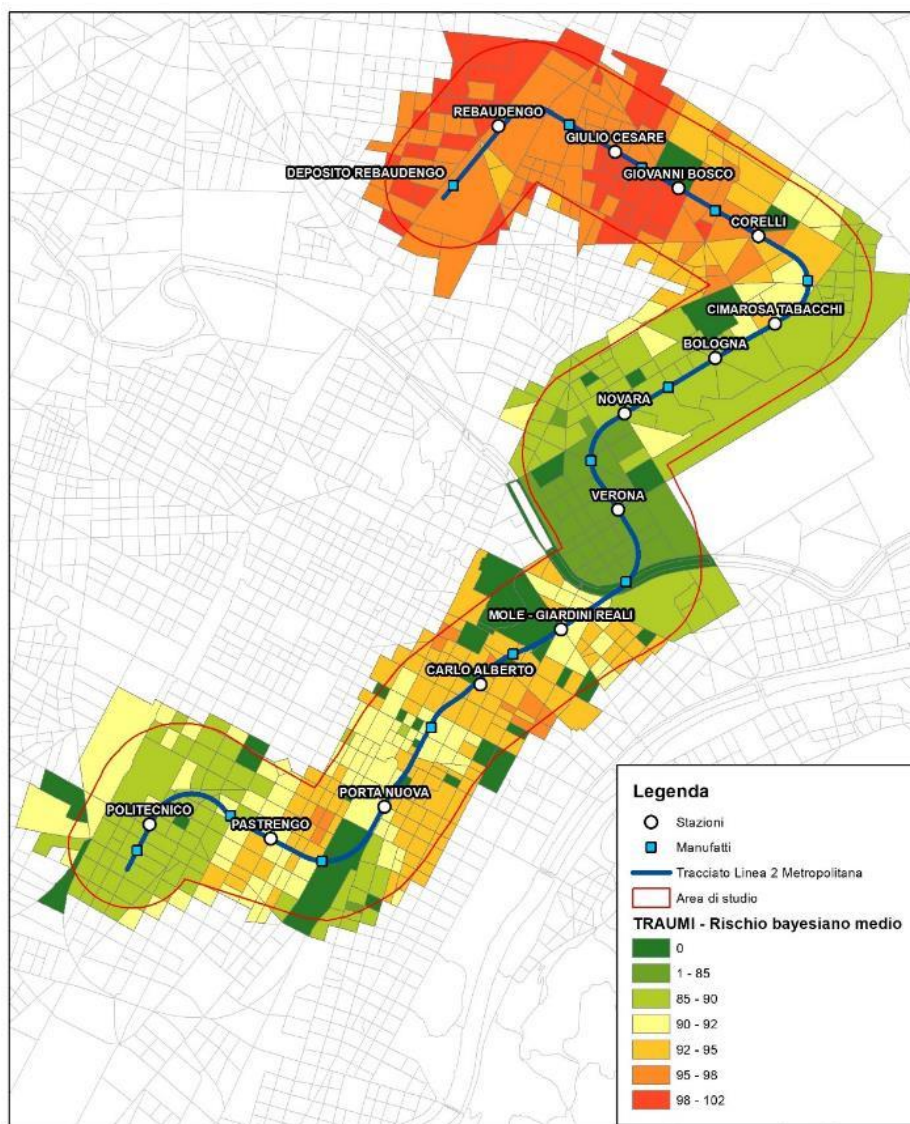 REBAUDENGO
GIULIO CESARE
DEPOSITO REBAUDENGO
GIOVANNI BOSCO
CORELLI
CIMAROSA TABACCHI
BOLOGNA
NOVARA
VERONA
MOLE - GIARDINI REALI
CARLO ALBERTO
PORTA NUOVA
POLITECNICO
PASTRENGO
Legenda
Stazioni
Manufatti
Tracciato Linea 2 Metropolitana
Area di studio
TRAUMI - Rischio bayesiano medio
0
1 - 85
85 - 90
90 - 92
92 - 95
95 - 98
98 - 102